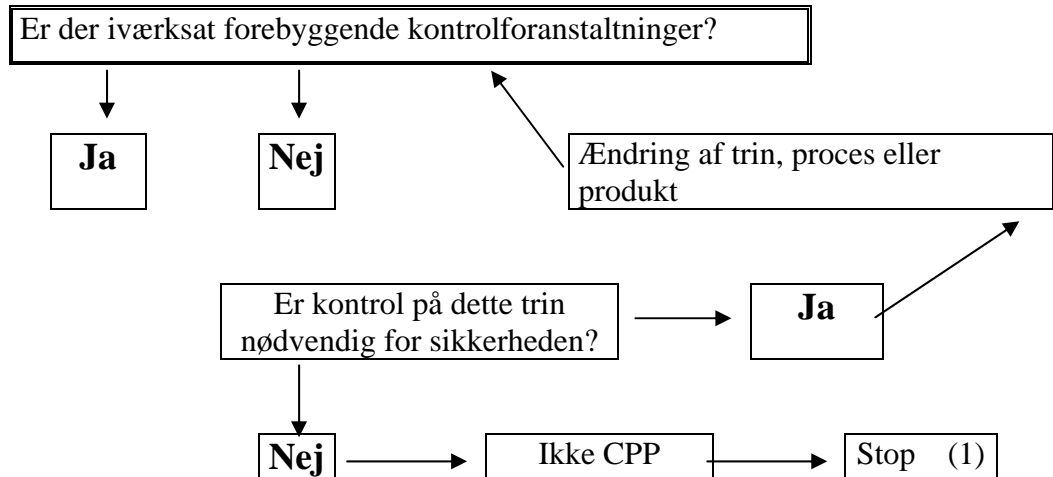 Er der iværksat forebyggende kontrolforanstaltninger?
Ja
Nej
Ændring af trin, proces eller
produkt
Er kontrol på dette trin
nødvendig for sikkerheden?
Ja
Nej
Ikke CPP
Stop (1)